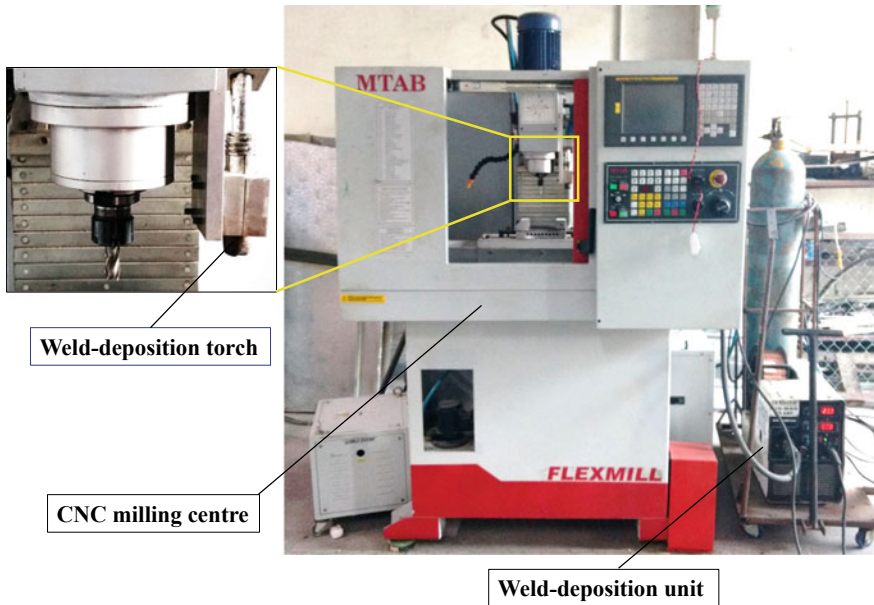 MTAB
Weld-deposition torch
FLEXMILL
CNC milling centre
Weld-deposition unit